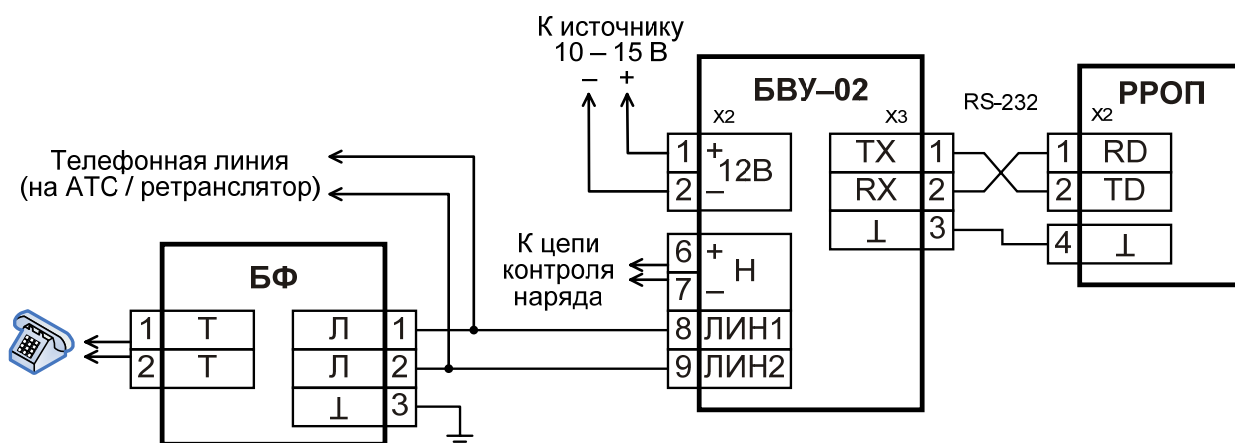 К источнику
10 – 15 В
– +
БВУ–02
X2 X3
1 + 12В
2 –
TX 1
RX 2
⊥ 3
6 + Н
7 –
8 ЛИН1
9 ЛИН2
RS-232
РРОП
X2
1 RD
2 TD
4 ⊥
Телефонная линия
(на АТС / ретранслятор)
К цепи
контроля
наряда
БФ
1 Т
2 Т
Л 1
Л 2
⊥ 3